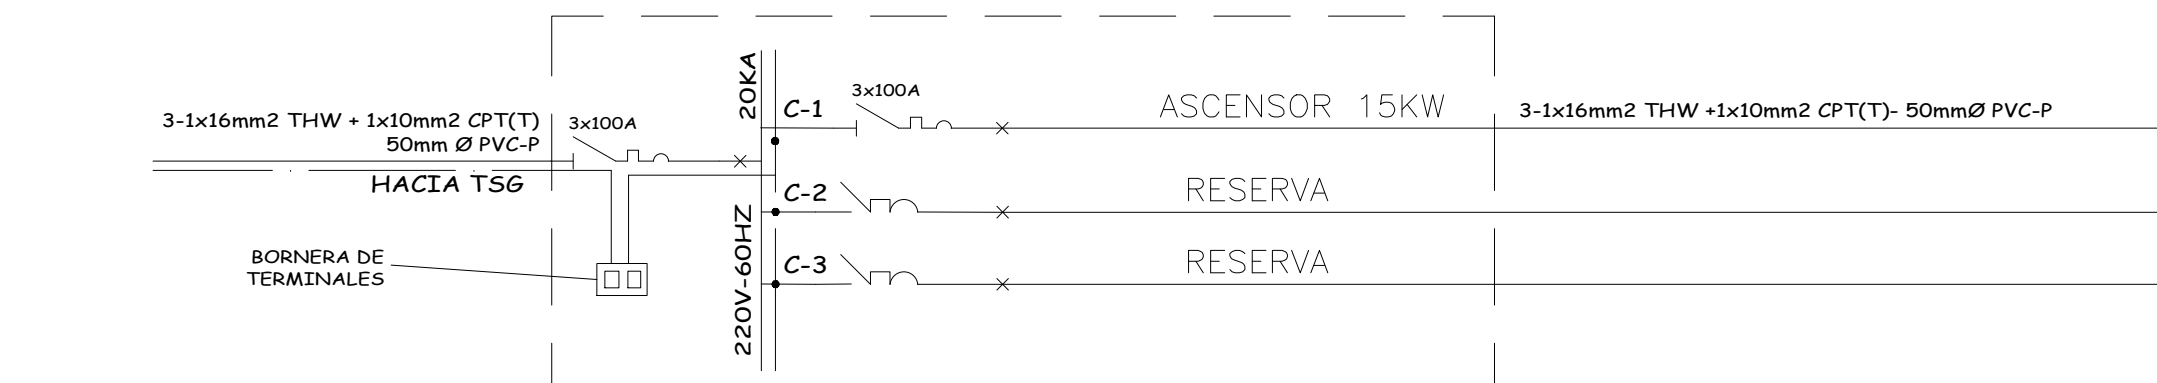 3-1x16mm2 THW + 1x10mm2 CPT(T)
50mm Ø PVC-P
HACIA TSG
3x100A
BORNERA DE
TERMINALES
20KA
220V-60HZ
C-1
3x100A
ASCENSOR 15KW
3-1x16mm2 THW +1x10mm2 CPT(T)- 50mmØ PVC-P
C-2
RESERVA
C-3
RESERVA